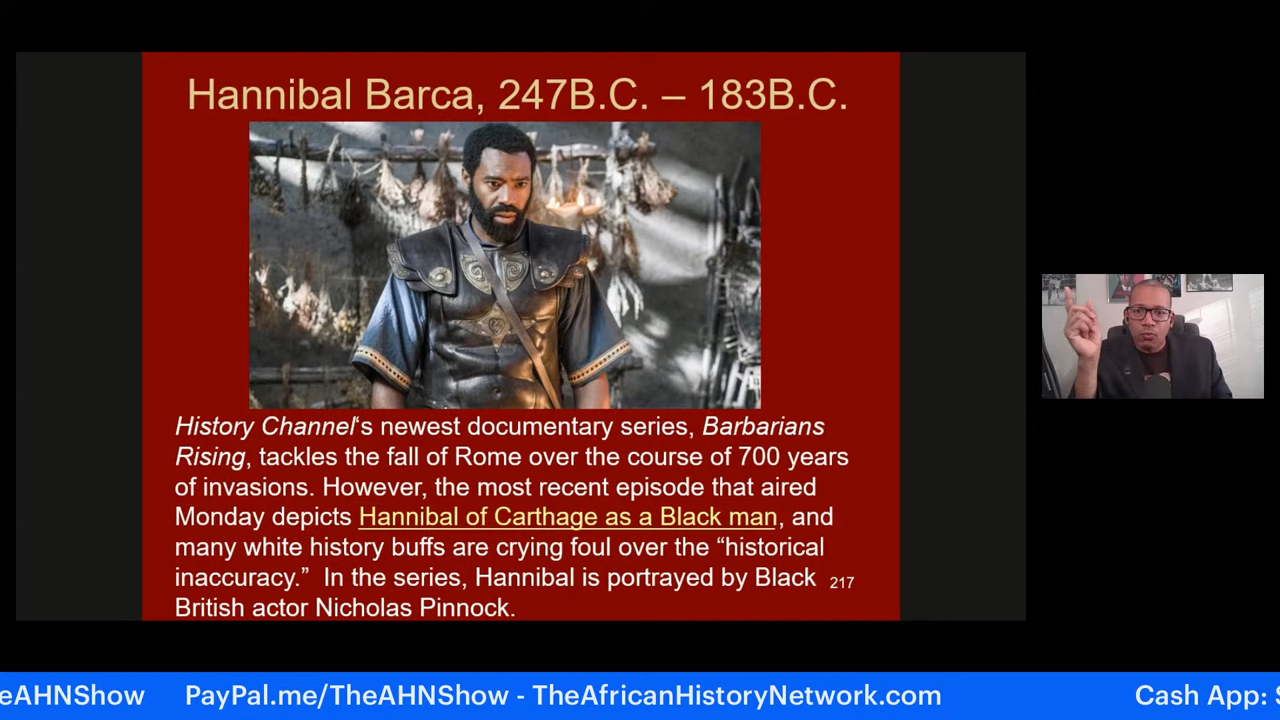 Hannibal Barca, 247B.C. – 183B.C.
History Channel‘s newest documentary series, Barbarians
Rising, tackles the fall of Rome over the course of 700 years
of invasions. However, the most recent episode that aired
Monday depicts Hannibal of Carthage as a Black man, and
many white history buffs are crying foul over the “historical
inaccuracy.”  In the series, Hannibal is portrayed by Black
217
British actor Nicholas Pinnock.
eAHNShow PayPal.me/TheAHNShow - TheAfricanHistoryNetwork.com Cash App: